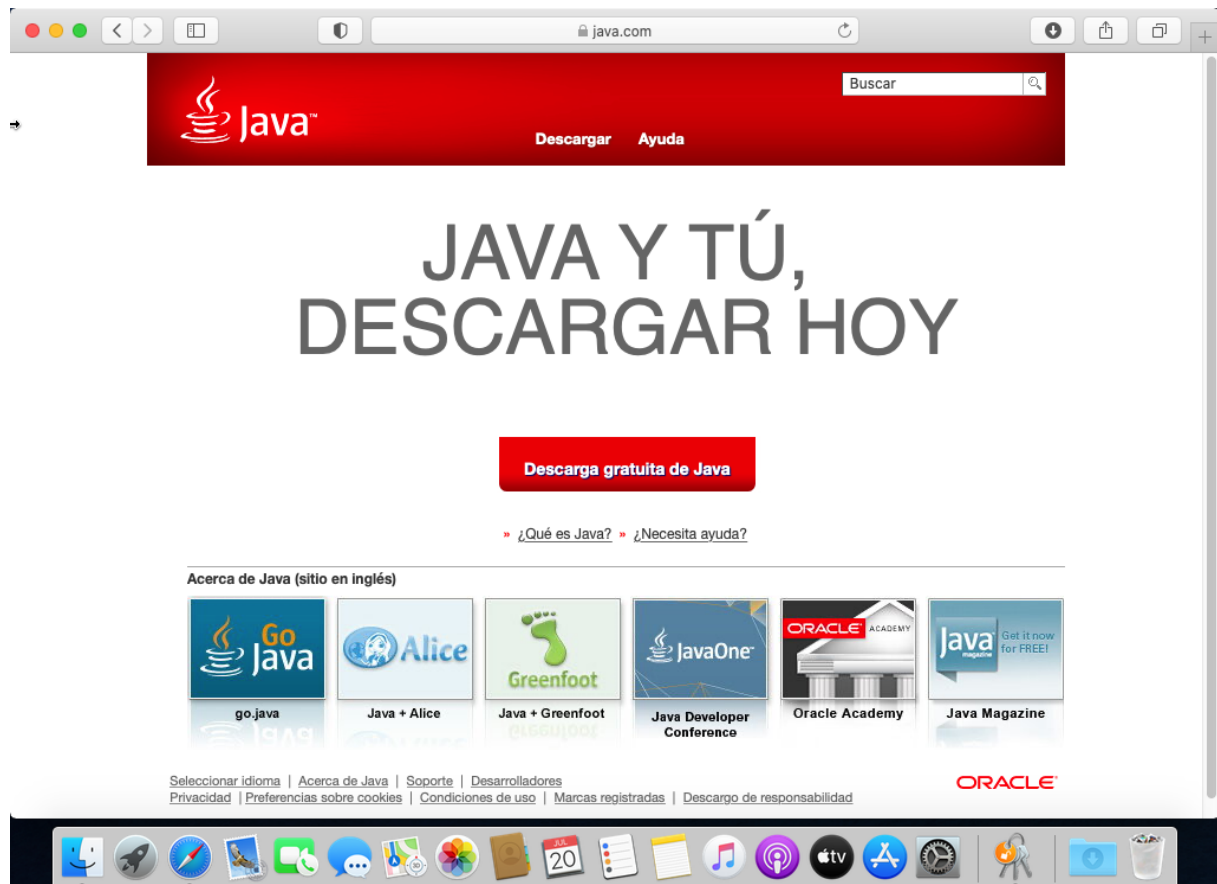 java.com
Buscar
Java™
Descargar Ayuda
JAVA Y TÚ,
DESCARGAR HOY
Descarga gratuita de Java
» ¿Qué es Java? » ¿Necesita ayuda?
Acerca de Java (sitio en inglés)
Go Java
Alice
Greenfoot
JavaOne™
ORACLE ACADEMY
Java magazine Get it now for FREE!
go.java
Java + Alice
Java + Greenfoot
Java Developer
Conference
Oracle Academy
Java Magazine
Seleccionar idioma | Acerca de Java | Soporte | Desarrolladores
Privacidad | Preferencias sobre cookies | Condiciones de uso | Marcas registradas | Descargo de responsabilidad
ORACLE
JUL
20
tv